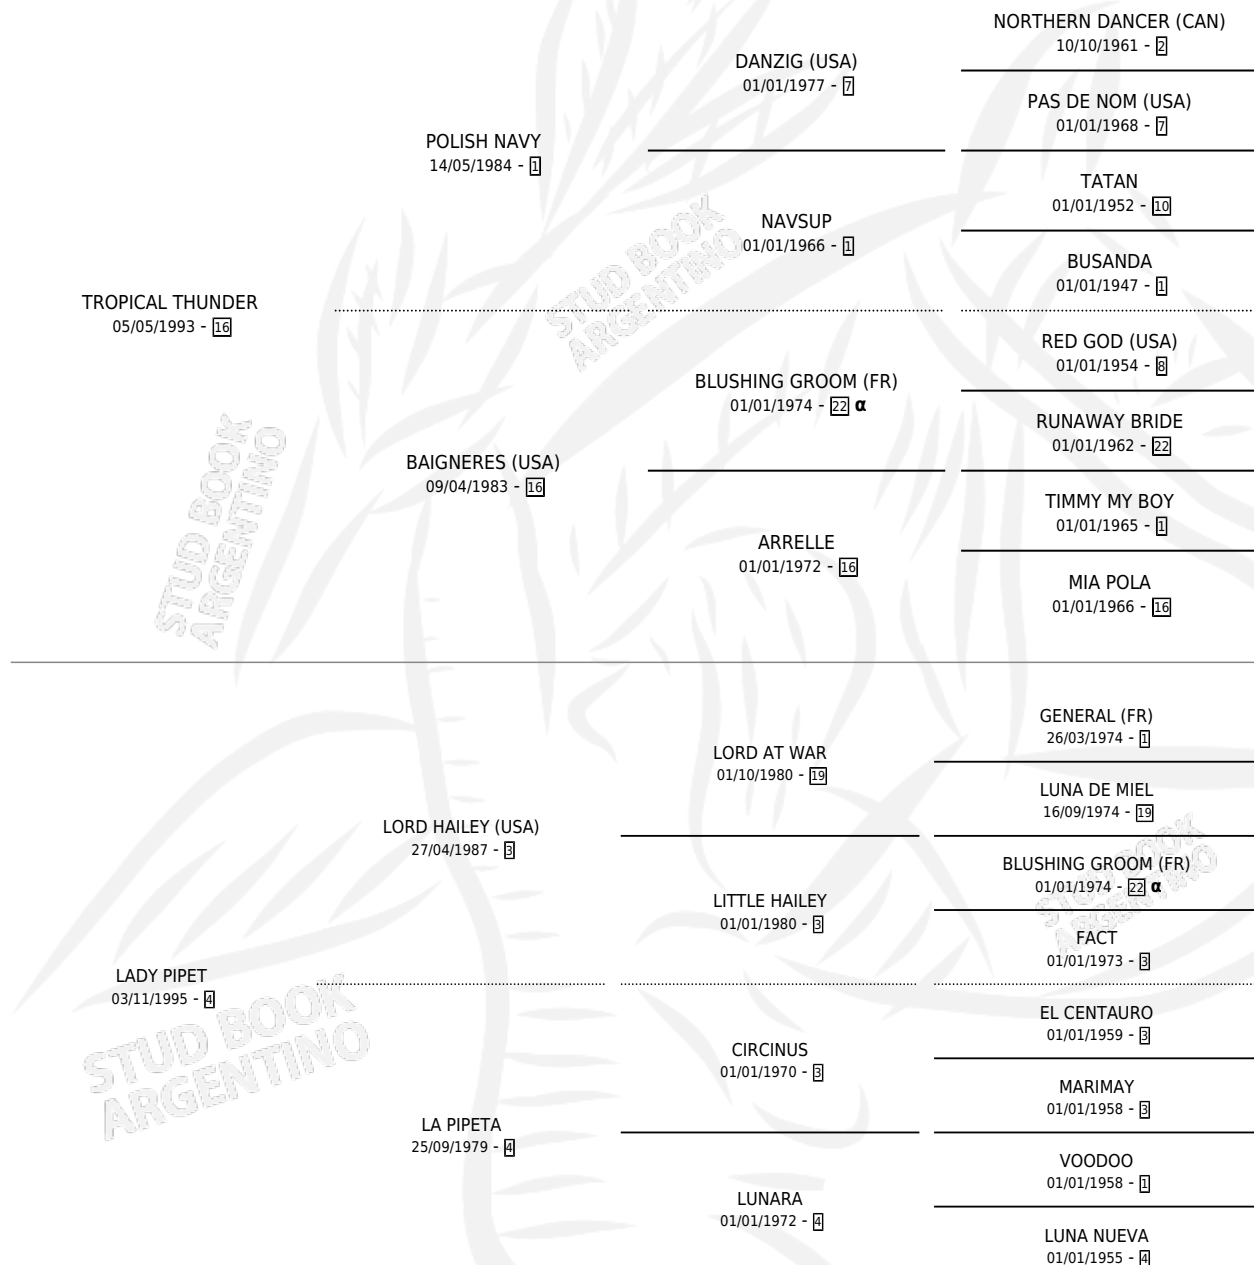 NORTHERN DANCER (CAN)
10/10/1961 - 2
DANZIG (USA)
01/01/1977 - 7
PAS DE NOM (USA)
01/01/1968 - 7
POLISH NAVY
14/05/1984 - 1
TATAN
01/01/1952 - 10
NAVSUP
01/01/1966 - 1
BUSANDA
01/01/1947 - 1
TROPICAL THUNDER
05/05/1993 - 16
RED GOD (USA)
01/01/1954 - 8
BLUSHING GROOM (FR)
01/01/1974 - 22 α
RUNAWAY BRIDE
01/01/1962 - 22
BAIGNERES (USA)
09/04/1983 - 16
TIMMY MY BOY
01/01/1965 - 1
ARRELLE
01/01/1972 - 16
MIA POLA
01/01/1966 - 16
GENERAL (FR)
26/03/1974 - 1
LORD AT WAR
01/10/1980 - 19
LUNA DE MIEL
16/09/1974 - 19
LORD HAILEY (USA)
27/04/1987 - 3
BLUSHING GROOM (FR)
01/01/1974 - 22 α
LITTLE HAILEY
01/01/1980 - 3
FACT
01/01/1973 - 3
LADY PIPET
03/11/1995 - 4
EL CENTAURO
01/01/1959 - 3
CIRCINUS
01/01/1970 - 3
MARIMAY
01/01/1958 - 3
LA PIPETA
25/09/1979 - 4
VOODOO
01/01/1958 - 1
LUNARA
01/01/1972 - 4
LUNA NUEVA
01/01/1955 - 4
STUD BOOK
ARGENTINO
STUD BOOK
ARGENTINO
STUD BOOK
ARGENTINO
STUD BOOK
ARGENTINO